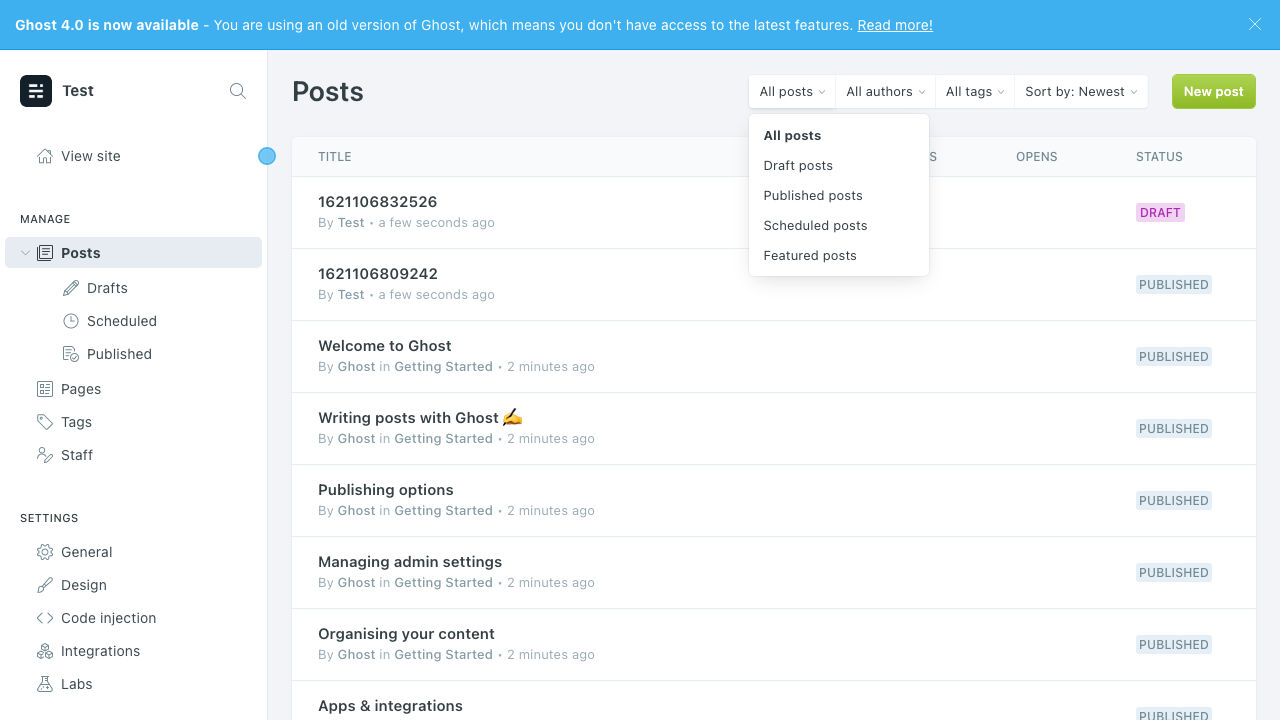 Ghost 4.0 is now available - You are using an old version of Ghost, which means you don't have access to the latest features. Read more!
Test
View site
MANAGE
Posts
Drafts
Scheduled
Published
Pages
Tags
Staff
SETTINGS
General
Design
Code injection
Integrations
Labs
Posts
All posts
All authors
All tags
Sort by: Newest
New post
All posts
Draft posts
Published posts
Scheduled posts
Featured posts
TITLE
OPENS
STATUS
1621106832526
By Test • a few seconds ago
DRAFT
1621106809242
By Test • a few seconds ago
PUBLISHED
Welcome to Ghost
By Ghost in Getting Started • 2 minutes ago
PUBLISHED
Writing posts with Ghost ✍️
By Ghost in Getting Started • 2 minutes ago
PUBLISHED
Publishing options
By Ghost in Getting Started • 2 minutes ago
PUBLISHED
Managing admin settings
By Ghost in Getting Started • 2 minutes ago
PUBLISHED
Organising your content
By Ghost in Getting Started • 2 minutes ago
PUBLISHED
Apps & integrations
PUBLISHED